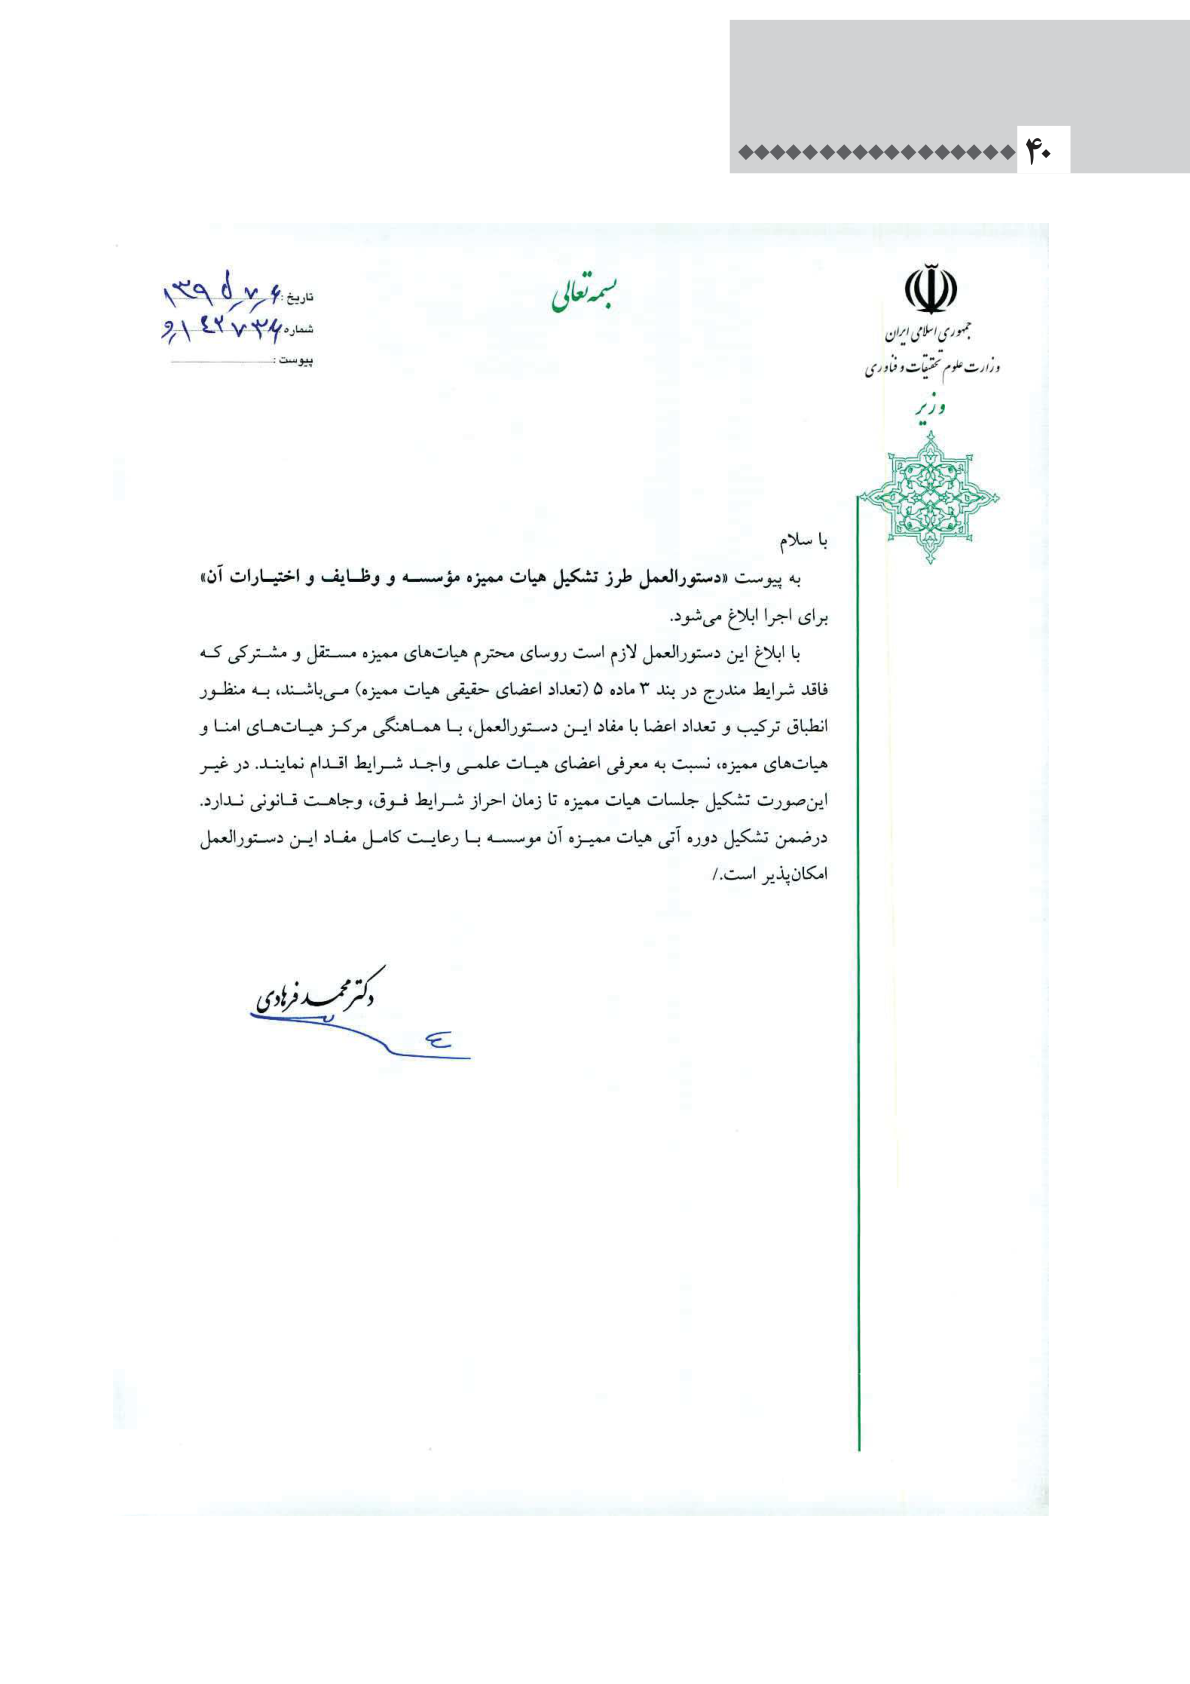 ۴۰
بسمه تعالی
جمهوری اسلامی ایران
وزارت علوم تحقیقات و فناوری
وزیر
تاریخ: ۱۳۹۵٫۷٫۶
شماره ۱۴۲۷۳۶/و
پیوست:
با سلام
به پیوست «دستورالعمل طرز تشکیل هیات ممیزه مؤسسه و وظایف و اختیارات آن»
برای اجرا ابلاغ می‌شود.
با ابلاغ این دستورالعمل لازم است روسای محترم هیات‌های ممیزه مستقل و مشترکی که
فاقد شرایط مندرج در بند ۳ ماده ۵ (تعداد اعضای حقیقی هیات ممیزه) می‌باشند، به منظور
انطباق ترکیب و تعداد اعضا با مفاد این دستورالعمل، با هماهنگی مرکز هیات‌های امنا و
هیات‌های ممیزه، نسبت به معرفی اعضای هیات علمی واجد شرایط اقدام نمایند. در غیر
این‌صورت تشکیل جلسات هیات ممیزه تا زمان احراز شرایط فوق، وجاهت قانونی ندارد.
درضمن تشکیل دوره آتی هیات ممیزه آن موسسه با رعایت کامل مفاد این دستورالعمل
امکان‌پذیر است./
دکتر محمد فرهادی